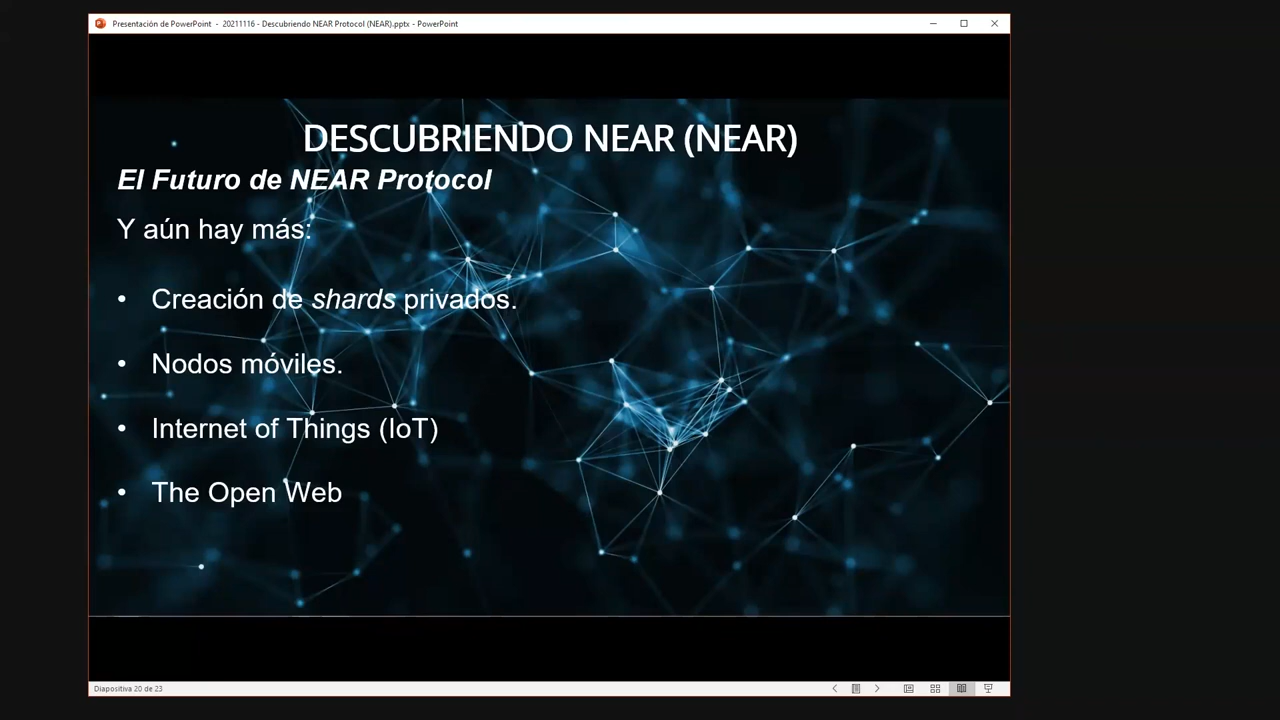 Presentación de PowerPoint - 20211116 - Descubriendo NEAR Protocol (NEAR).pptx - PowerPoint
DESCUBRIENDO NEAR (NEAR)
El Futuro de NEAR Protocol
Y aún hay más:
• Creación de shards privados.
• Nodos móviles.
• Internet of Things (IoT)
• The Open Web
Diapositiva 20 de 23